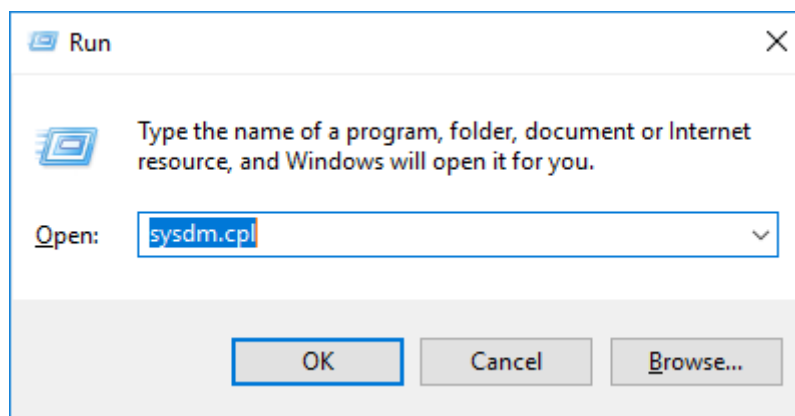 Run
Type the name of a program, folder, document or Internet
resource, and Windows will open it for you.
Open: sysdm.cpl
OK Cancel Browse...